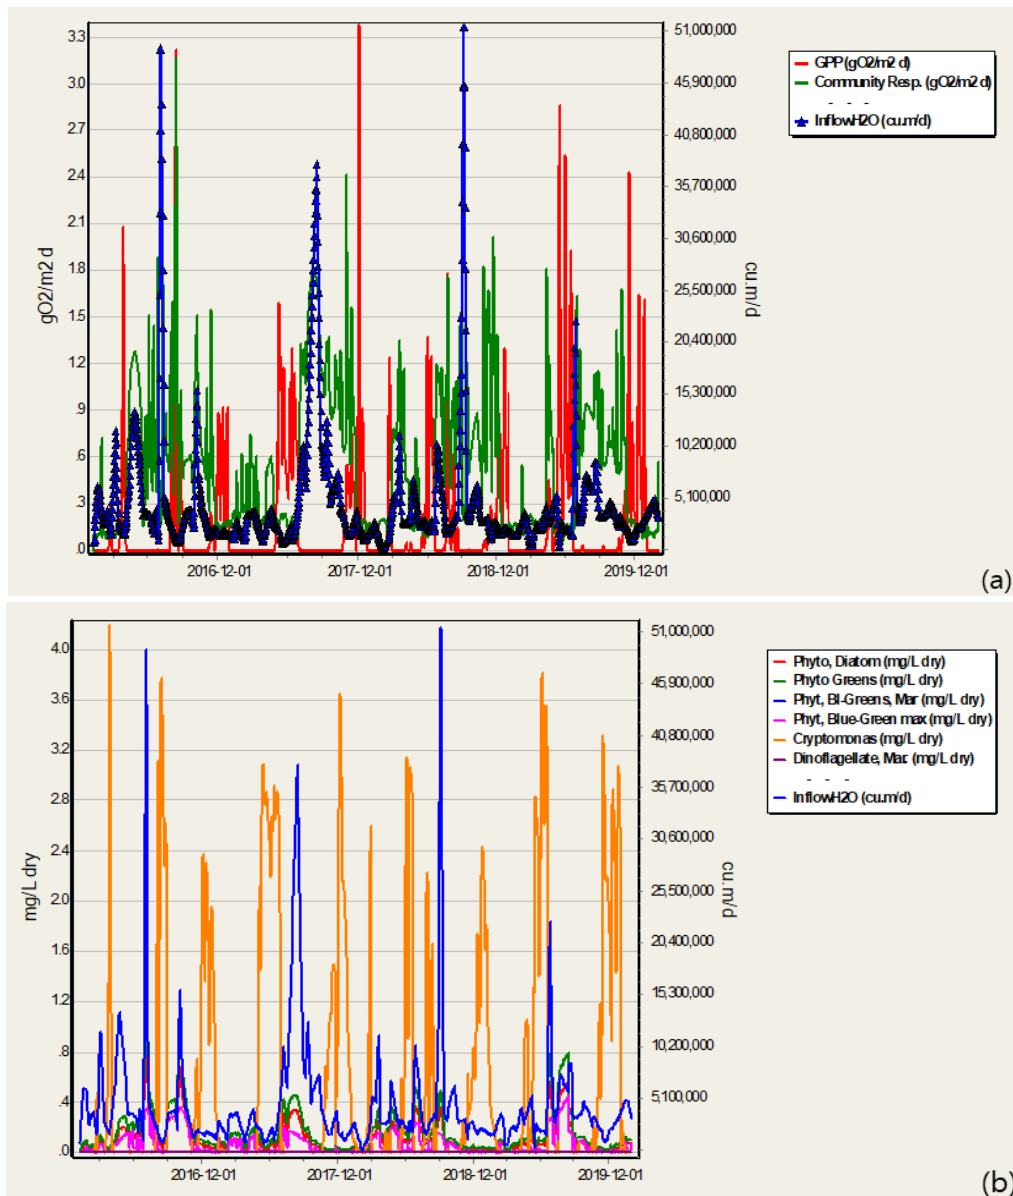 3.3
3.0
2.7
2.4
2.1
1.8
1.5
1.2
.9
.6
.3
.0
gO2/m2 d
51,000,000
45,900,000
40,800,000
35,700,000
30,600,000
25,500,000
20,400,000
15,300,000
10,200,000
5,100,000
cu.m/d
GPP (gO2/m2 d)
Community Resp. (gO2/m2 d)
- - -
InflowH2O (cu.m/d)
2016-12-01
2017-12-01
2018-12-01
2019-12-01
(a)
4.0
3.6
3.2
2.8
2.4
2.0
1.6
1.2
.8
.4
.0
mg/L dry
51,000,000
45,900,000
40,800,000
35,700,000
30,600,000
25,500,000
20,400,000
15,300,000
10,200,000
5,100,000
cu.m/d
Phyto, Diatom (mg/L dry)
Phyto Greens (mg/L dry)
Phyt, Bl-Greens, Mar (mg/L dry)
Phyt, Blue-Green max (mg/L dry)
Cryptomonas (mg/L dry)
Dinoflagellate, Mar. (mg/L dry)
- - -
InflowH2O (cu.m/d)
2016-12-01
2017-12-01
2018-12-01
2019-12-01
(b)